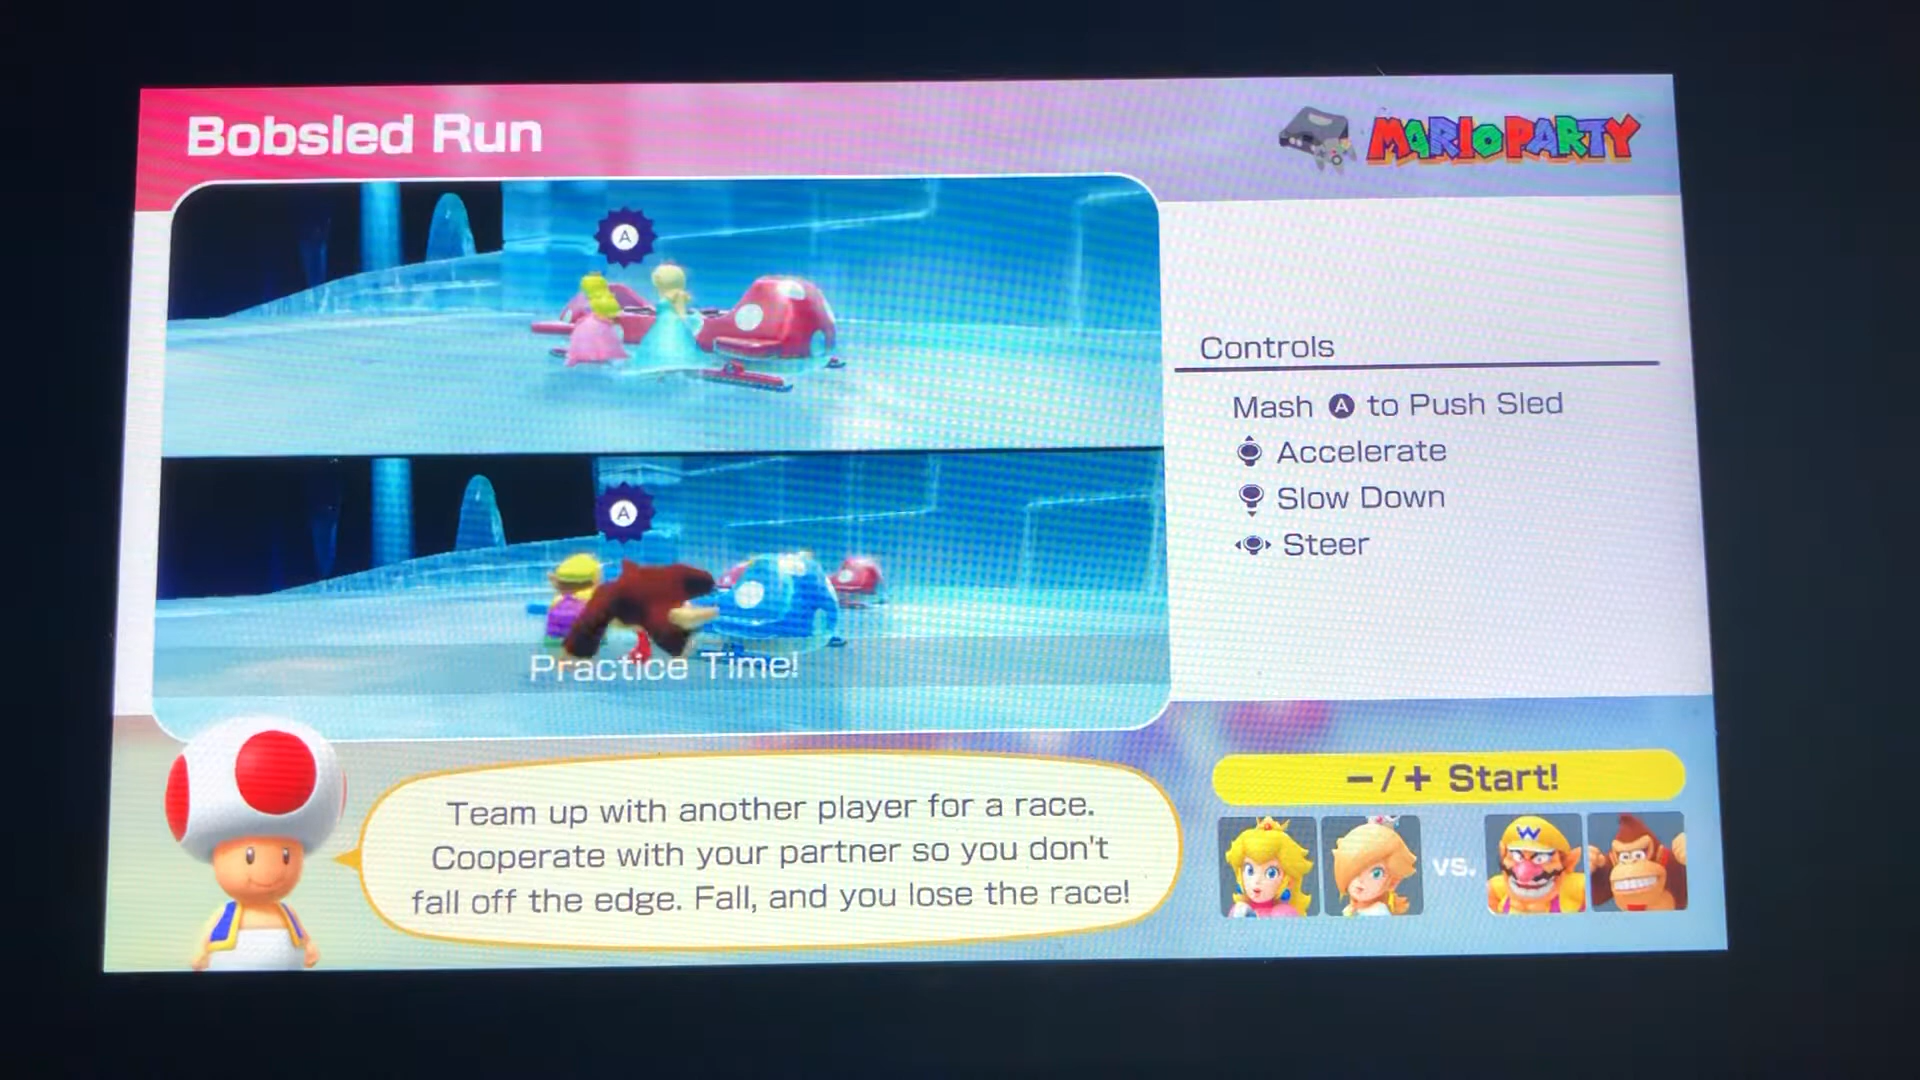 Bobsled Run
MARIO PARTY
A
A
Practice Time!
Controls
Mash A to Push Sled
Accelerate
Slow Down
Steer
Team up with another player for a race.
Cooperate with your partner so you don't
fall off the edge. Fall, and you lose the race!
−/+ Start!
vs.
W